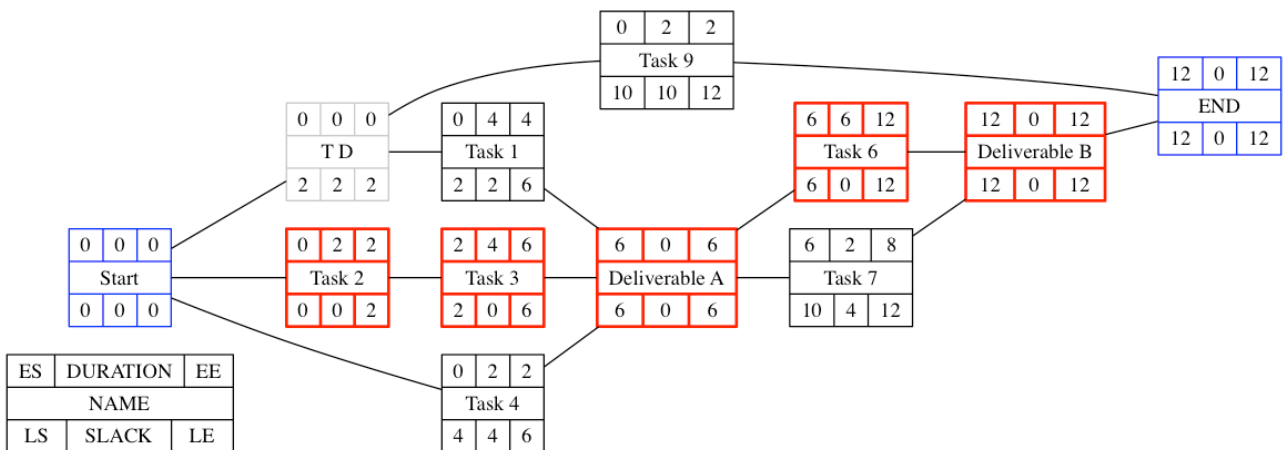 0 2 2
Task 9
10 10 12
12 0 12
END
12 0 12
0 0 0
T D
2 2 2
0 4 4
Task 1
2 2 6
6 6 12
Task 6
6 0 12
12 0 12
Deliverable B
12 0 12
0 0 0
Start
0 0 0
0 2 2
Task 2
0 0 2
2 4 6
Task 3
2 0 6
6 0 6
Deliverable A
6 0 6
6 2 8
Task 7
10 4 12
ES DURATION EE
NAME
LS SLACK LE
0 2 2
Task 4
4 4 6